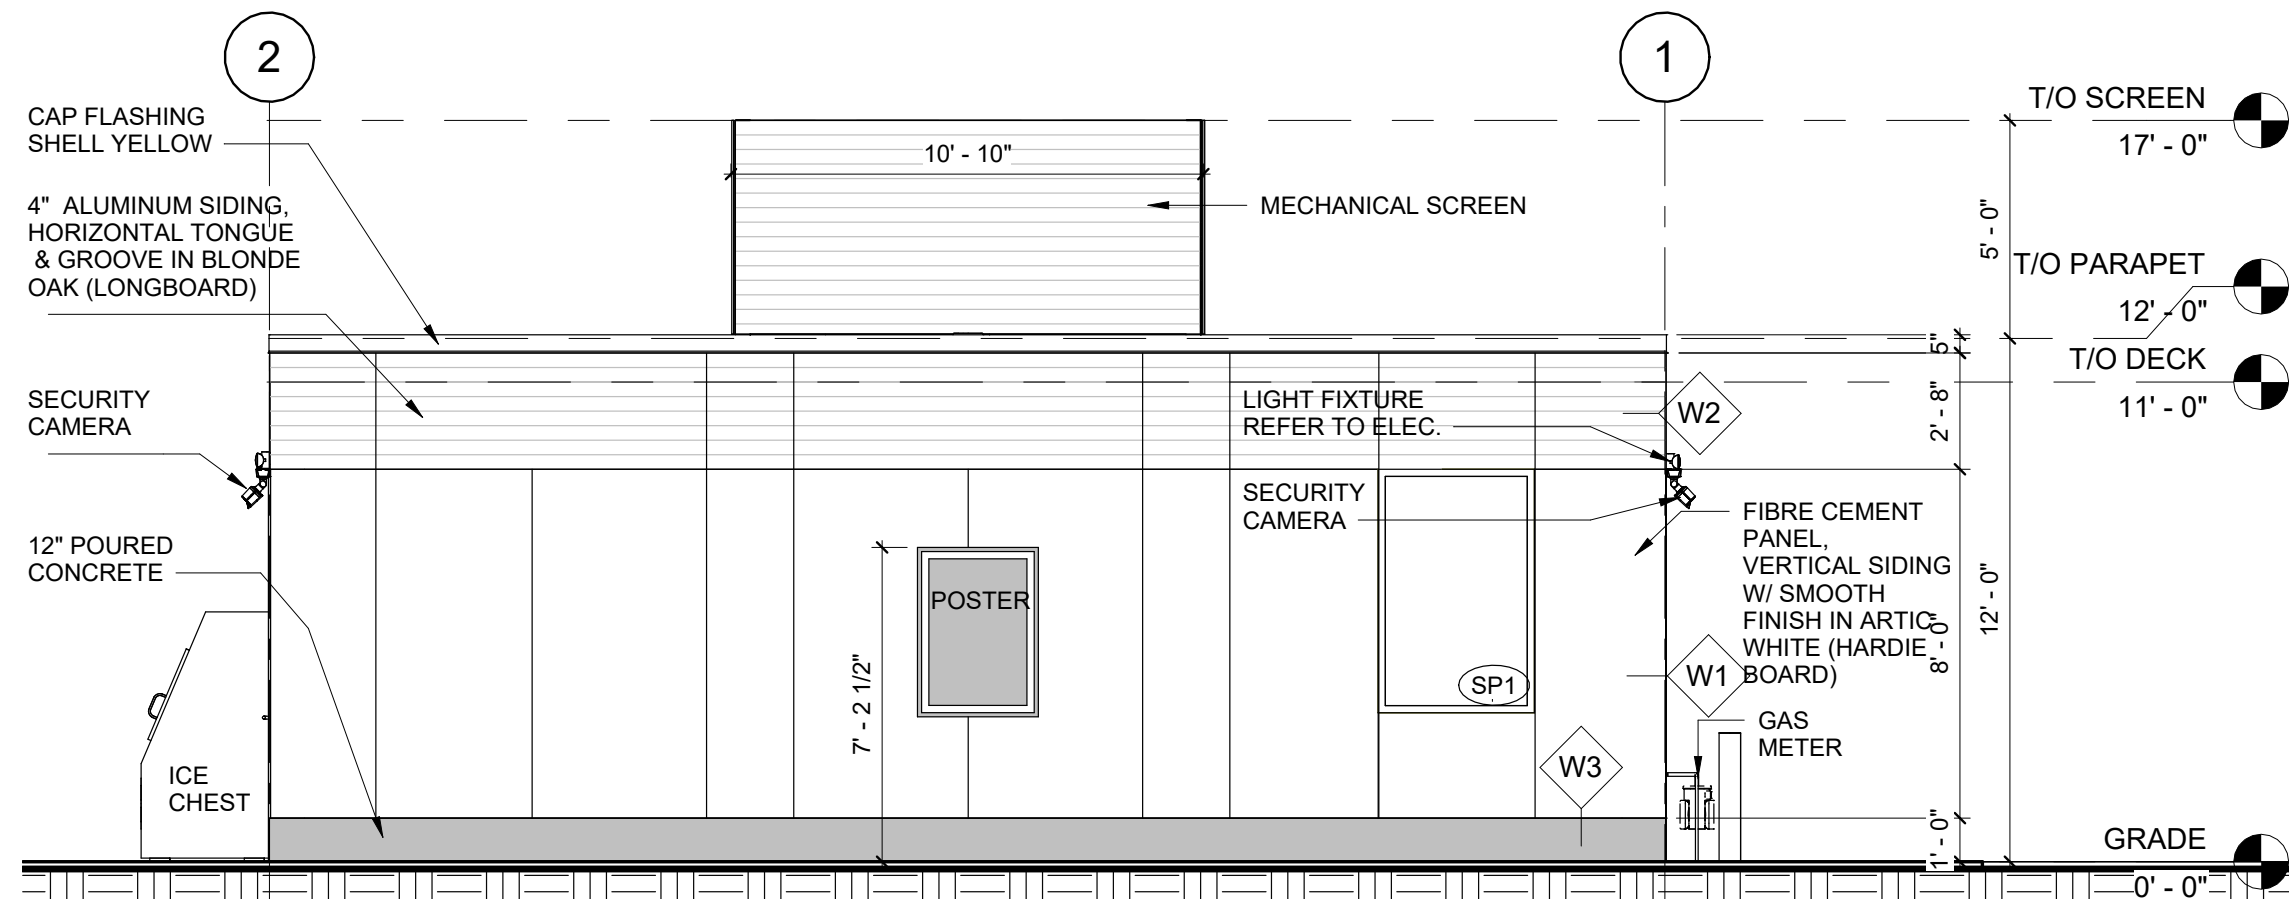 2
1
CAP FLASHING
SHELL YELLOW
4" ALUMINUM SIDING,
HORIZONTAL TONGUE
& GROOVE IN BLONDE
OAK (LONGBOARD)
SECURITY
CAMERA
12" POURED
CONCRETE
ICE
CHEST
10' - 10"
MECHANICAL SCREEN
LIGHT FIXTURE
REFER TO ELEC.
SECURITY
CAMERA
POSTER
7' - 2 1/2"
SP1
W2
W1
W3
FIBRE CEMENT
PANEL,
VERTICAL SIDING
W/ SMOOTH
FINISH IN ARTIC
WHITE (HARDIE
BOARD)
GAS
METER
5"
2' - 8"
8' - 0"
1' - 0"
5' - 0"
12' - 0"
T/O SCREEN
17' - 0"
T/O PARAPET
12' - 0"
T/O DECK
11' - 0"
GRADE
0' - 0"